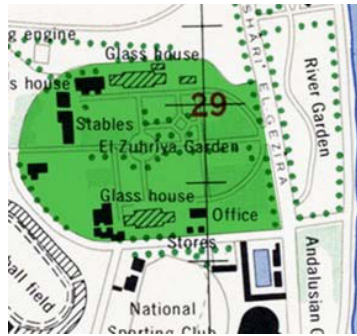 g engine
Glass house
s house
29
Stables
El Zuhriya Garden
SHARI' EL-GEZIRA
River Garden
Glass house
Office
Stores
all field
National
Sporting Club
Andalusian